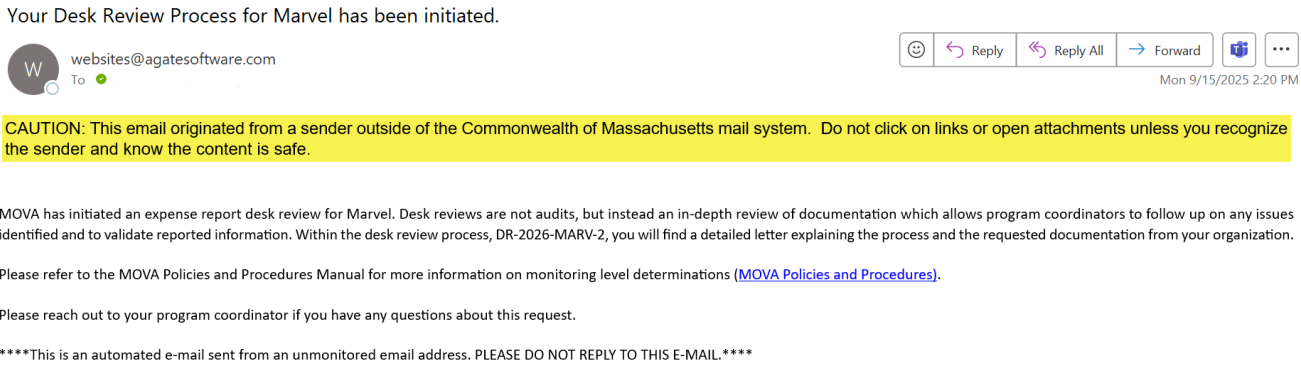 Your Desk Review Process for Marvel has been initiated.
W
websites@agatesoftware.com
To
Reply
Reply All
Forward
Mon 9/15/2025 2:20 PM
CAUTION: This email originated from a sender outside of the Commonwealth of Massachusetts mail system.  Do not click on links or open attachments unless you recognize
the sender and know the content is safe.
MOVA has initiated an expense report desk review for Marvel. Desk reviews are not audits, but instead an in-depth review of documentation which allows program coordinators to follow up on any issues
identified and to validate reported information. Within the desk review process, DR-2026-MARV-2, you will find a detailed letter explaining the process and the requested documentation from your organization.
Please refer to the MOVA Policies and Procedures Manual for more information on monitoring level determinations (MOVA Policies and Procedures).
Please reach out to your program coordinator if you have any questions about this request.
****This is an automated e-mail sent from an unmonitored email address. PLEASE DO NOT REPLY TO THIS E-MAIL.****